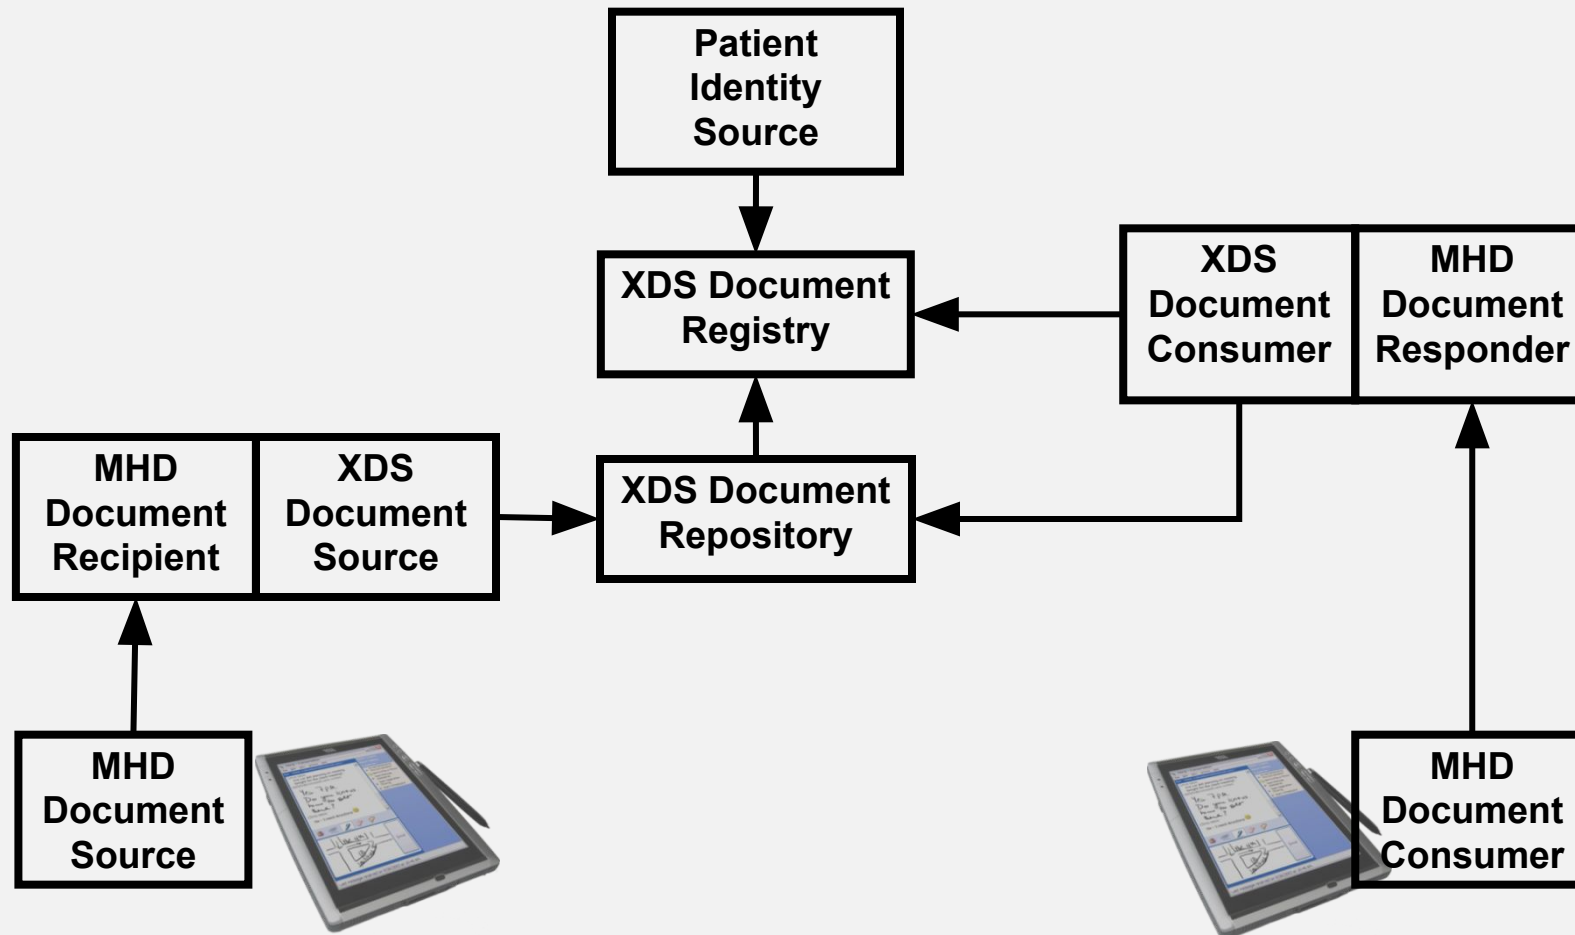 Patient
Identity
Source
XDS Document
Registry
XDS
Document
Consumer
MHD
Document
Responder
MHD
Document
Recipient
XDS
Document
Source
XDS Document
Repository
MHD
Document
Source
MHD
Document
Consumer